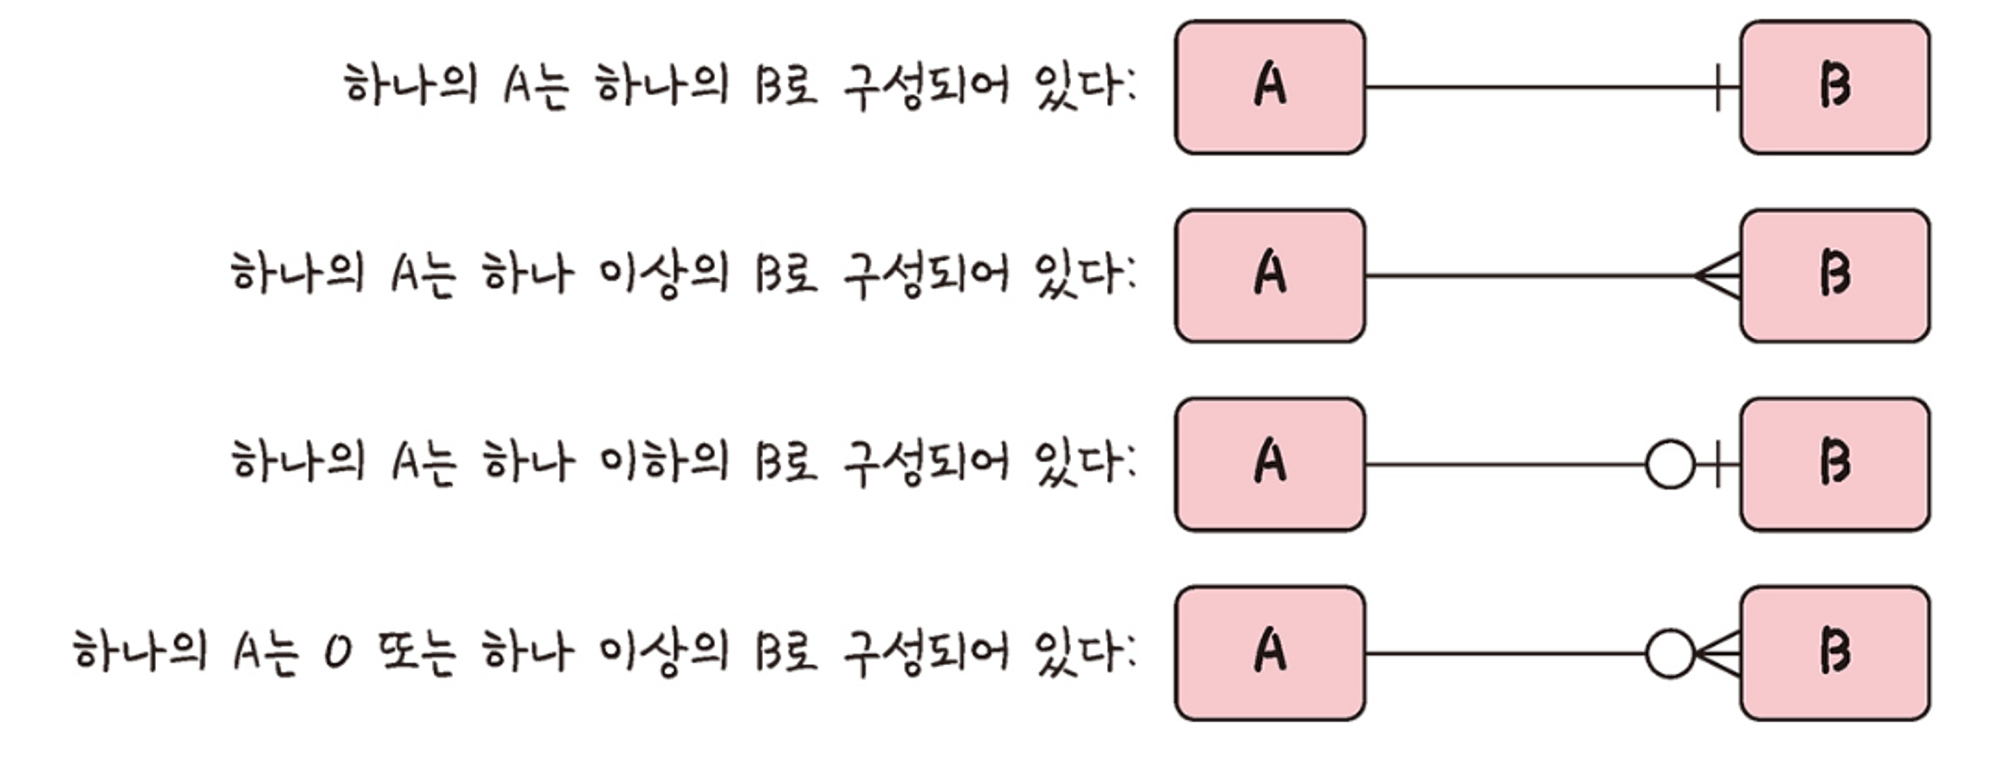 하나의 A는 하나의 B로 구성되어 있다: A B
하나의 A는 하나 이상의 B로 구성되어 있다: A B
하나의 A는 하나 이하의 B로 구성되어 있다: A B
하나의 A는 0 또는 하나 이상의 B로 구성되어 있다: A B